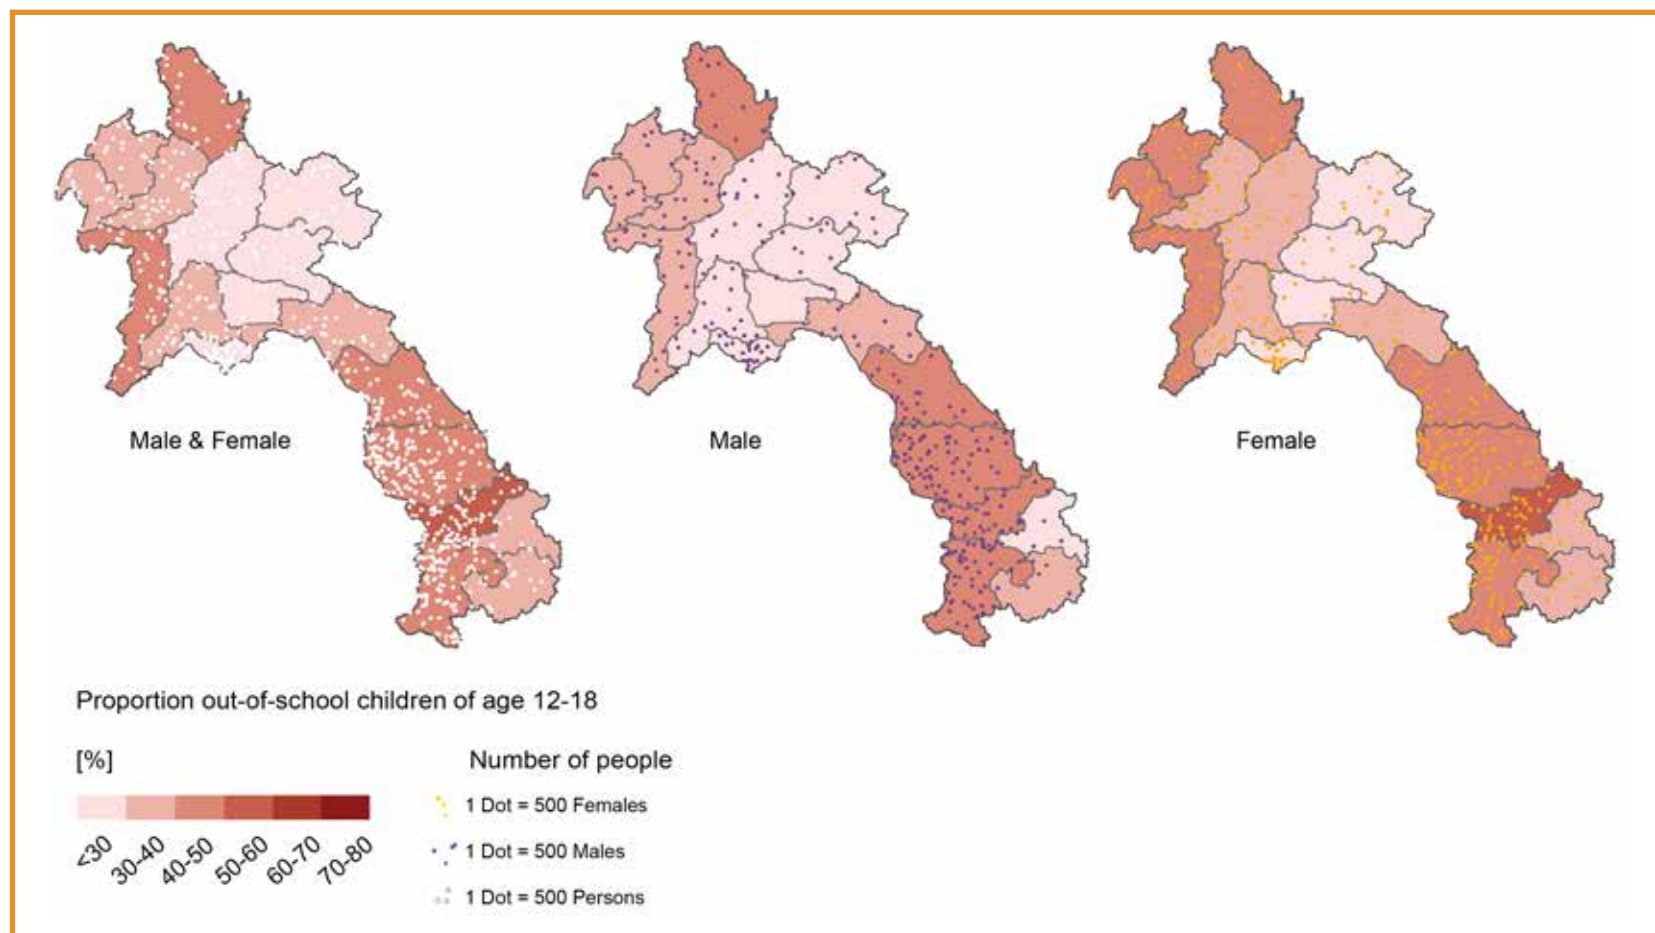 Male & Female
Male
Female
Proportion out-of-school children of age 12-18
[%]
Number of people
<30
30-40
40-50
50-60
60-70
70-80
1 Dot = 500 Females
1 Dot = 500 Males
1 Dot = 500 Persons